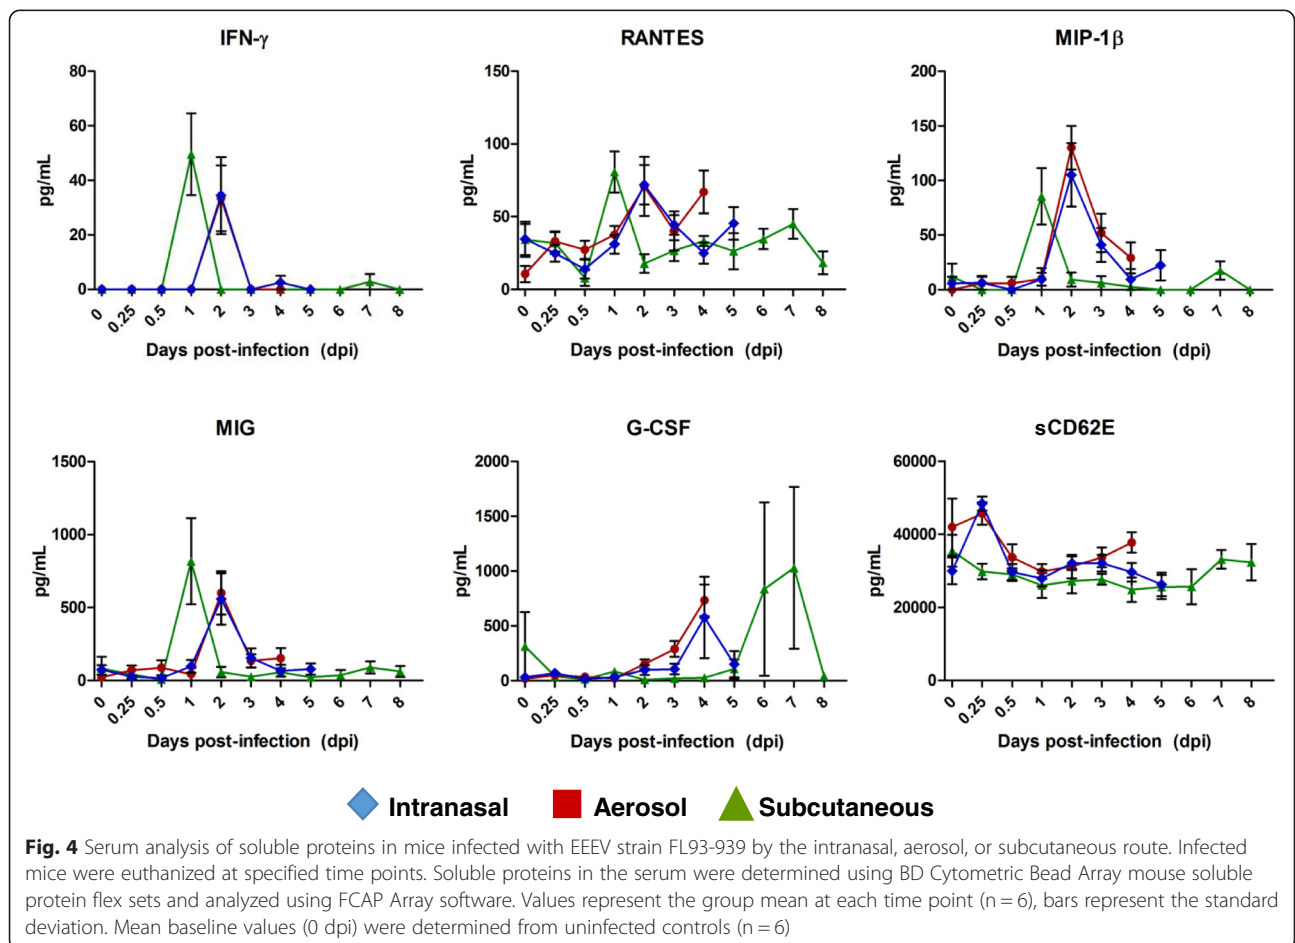 IFN-γ
80
60
40
20
0
pg/mL
0 0.25 0.5 1 2 3 4 5 6 7 8
Days post-infection (dpi)
RANTES
150
100
50
0
pg/mL
0 0.25 0.5 1 2 3 4 5 6 7 8
Days post-infection (dpi)
MIP-1β
200
150
100
50
0
pg/mL
0 0.25 0.5 1 2 3 4 5 6 7 8
Days post-infection (dpi)
MIG
1500
1000
500
0
pg/mL
0 0.25 0.5 1 2 3 4 5 6 7 8
Days post-infection (dpi)
G-CSF
2000
1500
1000
500
0
pg/mL
0 0.25 0.5 1 2 3 4 5 6 7 8
Days post-infection (dpi)
sCD62E
60000
40000
20000
0
pg/mL
0 0.25 0.5 1 2 3 4 5 6 7 8
Days post-infection (dpi)
Intranasal Aerosol Subcutaneous
Fig. 4 Serum analysis of soluble proteins in mice infected with EEEV strain FL93-939 by the intranasal, aerosol, or subcutaneous route. Infected
mice were euthanized at specified time points. Soluble proteins in the serum were determined using BD Cytometric Bead Array mouse soluble
protein flex sets and analyzed using FCAP Array software. Values represent the group mean at each time point (n = 6), bars represent the standard
deviation. Mean baseline values (0 dpi) were determined from uninfected controls (n = 6)